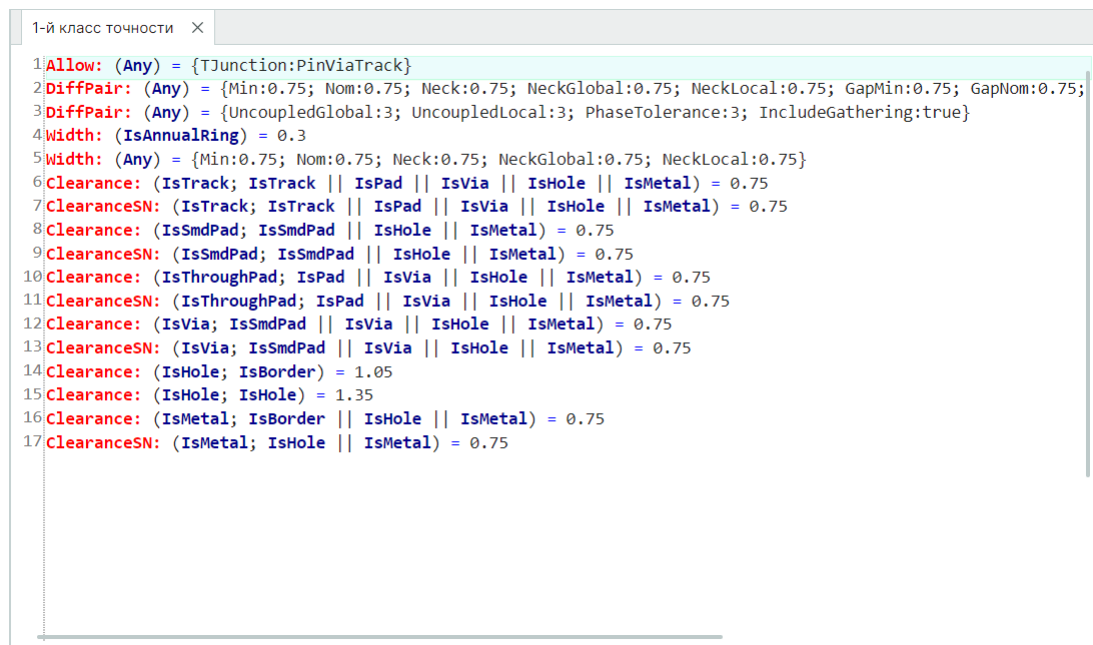 1-й класс точности ×
1 Allow: (Any) = {TJunction:PinViaTrack}
2 DiffPair: (Any) = {Min:0.75; Nom:0.75; Neck:0.75; NeckGlobal:0.75; NeckLocal:0.75; GapMin:0.75; GapNom:0.75;
3 DiffPair: (Any) = {UncoupledGlobal:3; UncoupledLocal:3; PhaseTolerance:3; IncludeGathering:true}
4 Width: (IsAnnualRing) = 0.3
5 Width: (Any) = {Min:0.75; Nom:0.75; Neck:0.75; NeckGlobal:0.75; NeckLocal:0.75}
6 Clearance: (IsTrack; IsTrack || IsPad || IsVia || IsHole || IsMetal) = 0.75
7 ClearanceSN: (IsTrack; IsTrack || IsPad || IsVia || IsHole || IsMetal) = 0.75
8 Clearance: (IsSmdPad; IsSmdPad || IsHole || IsMetal) = 0.75
9 ClearanceSN: (IsSmdPad; IsSmdPad || IsHole || IsMetal) = 0.75
10 Clearance: (IsThroughPad; IsPad || IsVia || IsHole || IsMetal) = 0.75
11 ClearanceSN: (IsThroughPad; IsPad || IsVia || IsHole || IsMetal) = 0.75
12 Clearance: (IsVia; IsSmdPad || IsVia || IsHole || IsMetal) = 0.75
13 ClearanceSN: (IsVia; IsSmdPad || IsVia || IsHole || IsMetal) = 0.75
14 Clearance: (IsHole; IsBorder) = 1.05
15 Clearance: (IsHole; IsHole) = 1.35
16 Clearance: (IsMetal; IsBorder || IsHole || IsMetal) = 0.75
17 ClearanceSN: (IsMetal; IsHole || IsMetal) = 0.75